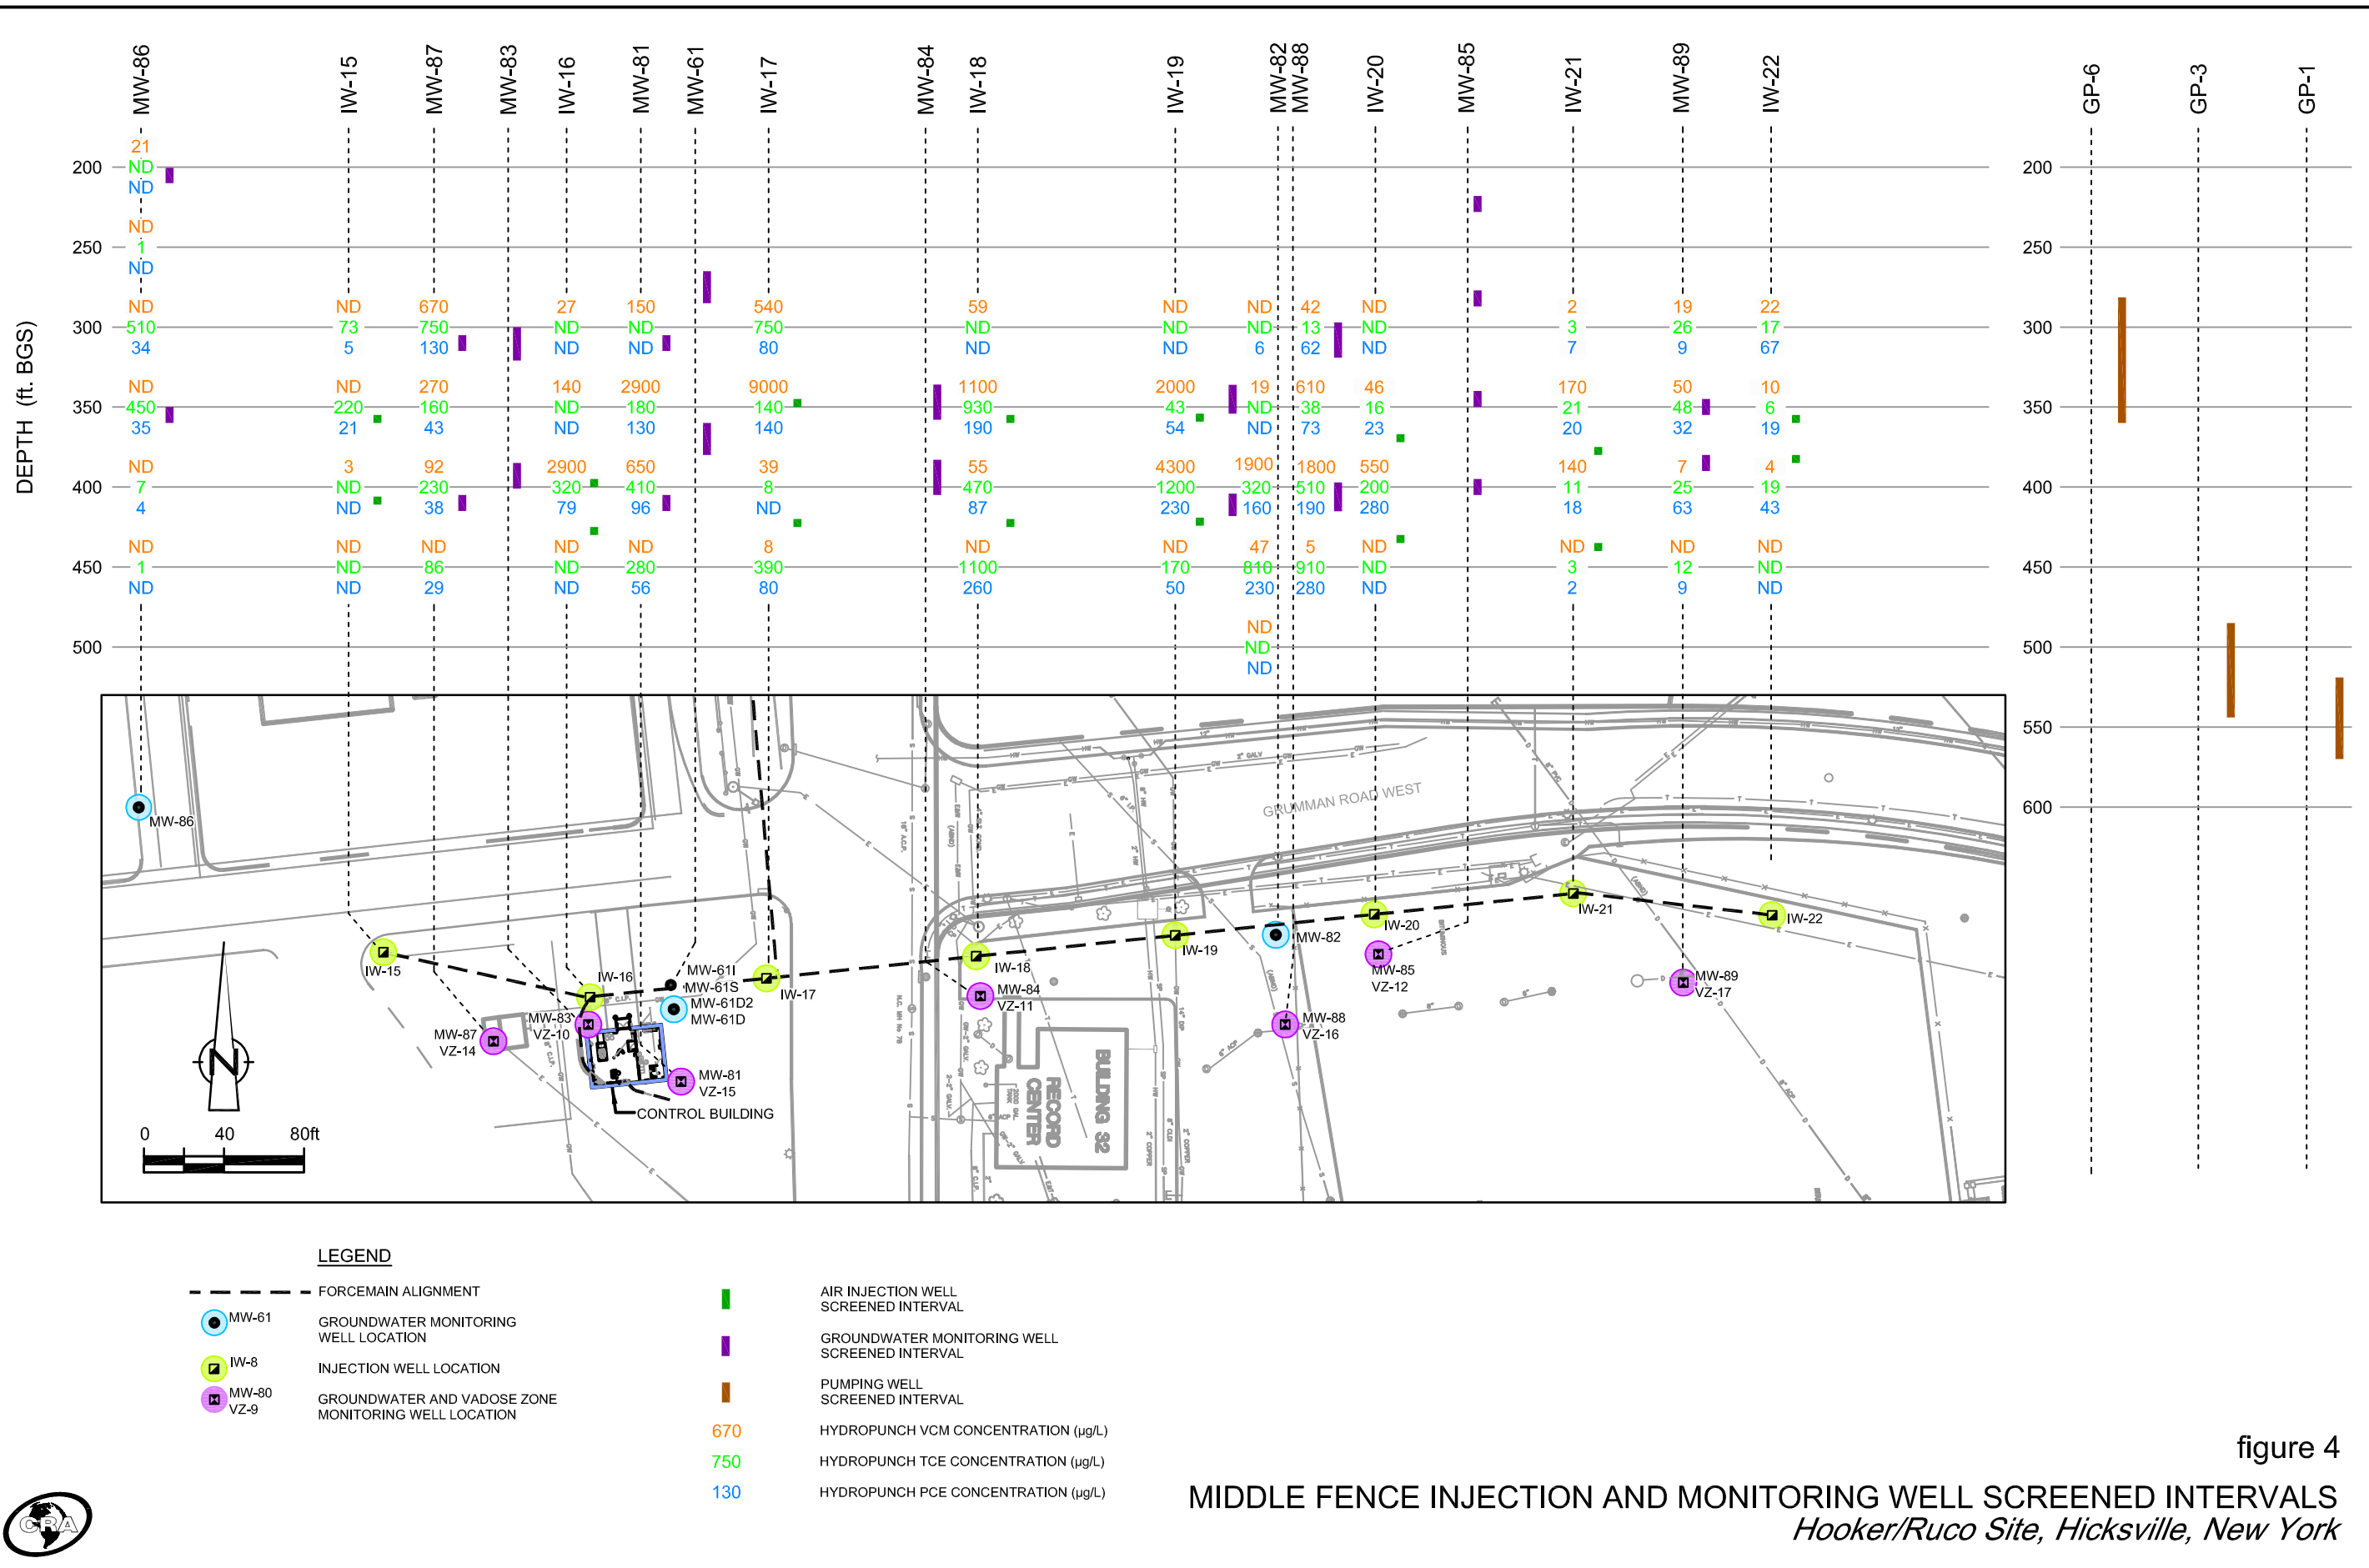 MW-86 IW-15 MW-87 MW-83 IW-16 MW-81 MW-61 IW-17 MW-84 IW-18 IW-19 MW-82 MW-88 IW-20 MW-85 IW-21 MW-89 IW-22 GP-6 GP-3 GP-1
DEPTH (ft. BGS)
21
200 ND 200
ND
ND
250 1 250
ND
ND ND 670 27 150 540 59 ND ND 42 ND 2 19 22
300 510 73 750 ND ND 750 ND ND ND 13 ND 3 26 17 300
34 5 130 ND ND 80 ND ND 6 62 ND 7 9 67
ND ND 270 140 2900 9000 1100 2000 19 610 46 170 50 10
350 450 220 160 ND 180 140 930 43 ND 38 16 21 48 6 350
35 21 43 ND 130 140 190 54 ND 73 23 20 32 19
ND 3 92 2900 650 39 55 4300 1900 1800 550 140 7 4
400 7 ND 230 320 410 8 470 1200 320 510 200 11 25 19 400
4 ND 38 79 96 ND 87 230 160 190 280 18 63 43
ND ND ND ND ND 8 ND ND 47 5 ND ND ND ND
450 1 ND 86 ND 280 390 1100 170 810 910 ND 3 12 ND 450
ND ND 29 ND 56 80 260 50 230 280 ND 2 9 ND
ND
500 ND 500
ND
550
600
MW-86
GRUMMAN ROAD WEST
IW-15
IW-16
MW-61I
MW-61S
MW-61D2
MW-61D
IW-17
IW-18
IW-19
MW-82
IW-20
IW-21
IW-22
MW-87
VZ-14
MW-83
VZ-10
MW-81
VZ-15
MW-84
VZ-11
MW-88
VZ-16
MW-85
VZ-12
MW-89
VZ-17
CONTROL BUILDING
BUILDING 32
RECORD
CENTER
2" GALV
6" PVC
18" A.C.P.
BITUMINOUS
2" COPPER
2" COPPER
N
0 40 80ft
LEGEND
FORCEMAIN ALIGNMENT
MW-61
GROUNDWATER MONITORING
WELL LOCATION
IW-8
INJECTION WELL LOCATION
MW-80
VZ-9
GROUNDWATER AND VADOSE ZONE
MONITORING WELL LOCATION
AIR INJECTION WELL
SCREENED INTERVAL
GROUNDWATER MONITORING WELL
SCREENED INTERVAL
PUMPING WELL
SCREENED INTERVAL
670 HYDROPUNCH VCM CONCENTRATION (µg/L)
750 HYDROPUNCH TCE CONCENTRATION (µg/L)
130 HYDROPUNCH PCE CONCENTRATION (µg/L)
figure 4
MIDDLE FENCE INJECTION AND MONITORING WELL SCREENED INTERVALS
Hooker/Ruco Site, Hicksville, New York
CRA